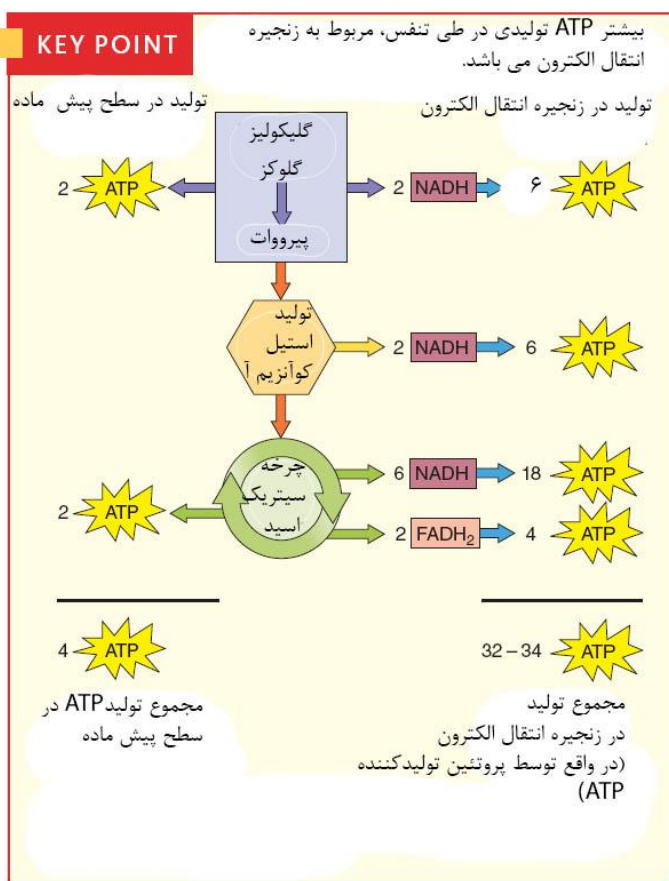 KEY POINT
بیشتر ATP تولیدی در طی تنفس، مربوط به زنجیره
انتقال الکترون می باشد.
تولید در سطح پیش ماده
تولید در زنجیره انتقال الکترون
گلیکولیز
گلوکز
پیرووات
2 ATP
2 NADH
۶ ATP
تولید
استیل
کوآنزیم آ
2 NADH
6 ATP
چرخه
سیتریک
اسید
2 ATP
6 NADH
18 ATP
2 FADH₂
4 ATP
4 ATP
32 – 34 ATP
مجموع تولیدATP در
سطح پیش ماده
مجموع تولید
در زنجیره انتقال الکترون
(در واقع توسط پروتئین تولیدکننده
ATP)